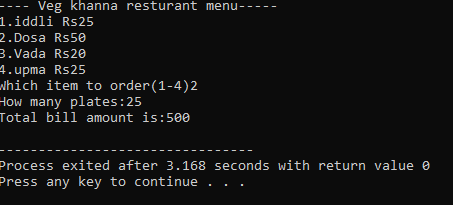 ---- Veg khanna resturant menu-----
1.iddli Rs25
2.Dosa Rs50
3.Vada Rs20
4.upma Rs25
Which item to order(1-4)2
How many plates:25
Total bill amount is:500
--------------------------------
Process exited after 3.168 seconds with return value 0
Press any key to continue . . .